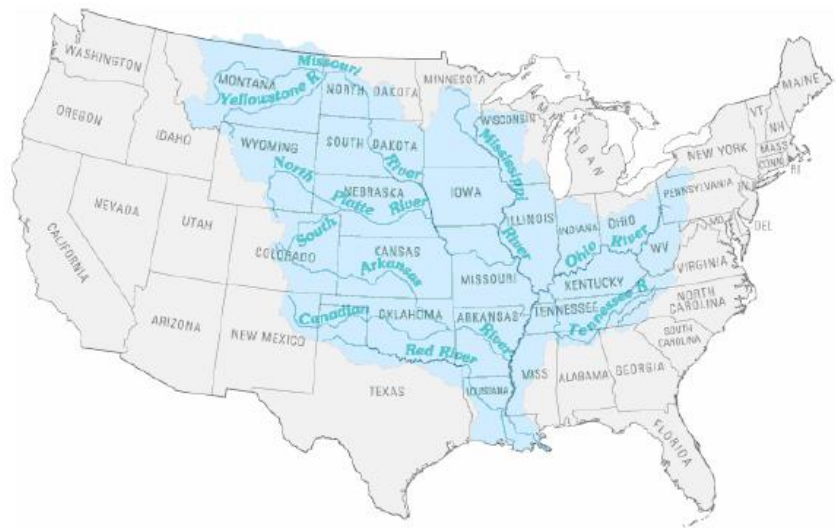 WASHINGTON
OREGON
CALIFORNIA
NEVADA
IDAHO
UTAH
ARIZONA
MONTANA
WYOMING
COLORADO
NEW MEXICO
NORTH DAKOTA
SOUTH DAKOTA
NEBRASKA
KANSAS
OKLAHOMA
TEXAS
MINNESOTA
IOWA
MISSOURI
ARKANSAS
LOUISIANA
WISCONSIN
ILLINOIS
MICHIGAN
INDIANA
OHIO
KENTUCKY
TENNESSEE
MISS
ALABAMA
GEORGIA
FLORIDA
SOUTH CAROLINA
NORTH CAROLINA
VIRGINIA
WV
MD
DEL
PENNSYLVANIA
NJ
NEW YORK
CONN
RI
MASS
VT
NH
MAINE
Missouri River
Yellowstone R
North Platte River
South
Arkansas River
Canadian
Red River
Mississippi River
Ohio River
Tennessee R